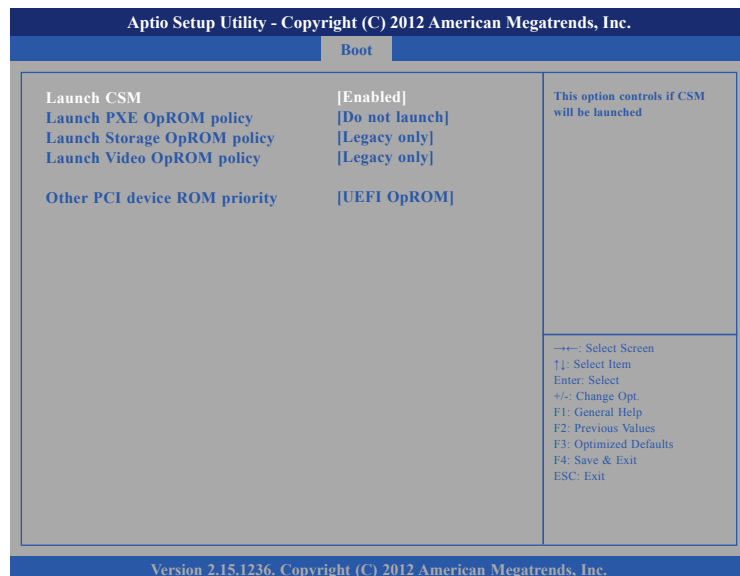 Aptio Setup Utility - Copyright (C) 2012 American Megatrends, Inc.
Boot
Launch CSM [Enabled]
Launch PXE OpROM policy [Do not launch]
Launch Storage OpROM policy [Legacy only]
Launch Video OpROM policy [Legacy only]
Other PCI device ROM priority [UEFI OpROM]
This option controls if CSM
will be launched
→←: Select Screen
↑↓: Select Item
Enter: Select
+/-: Change Opt.
F1: General Help
F2: Previous Values
F3: Optimized Defaults
F4: Save & Exit
ESC: Exit
Version 2.15.1236. Copyright (C) 2012 American Megatrends, Inc.